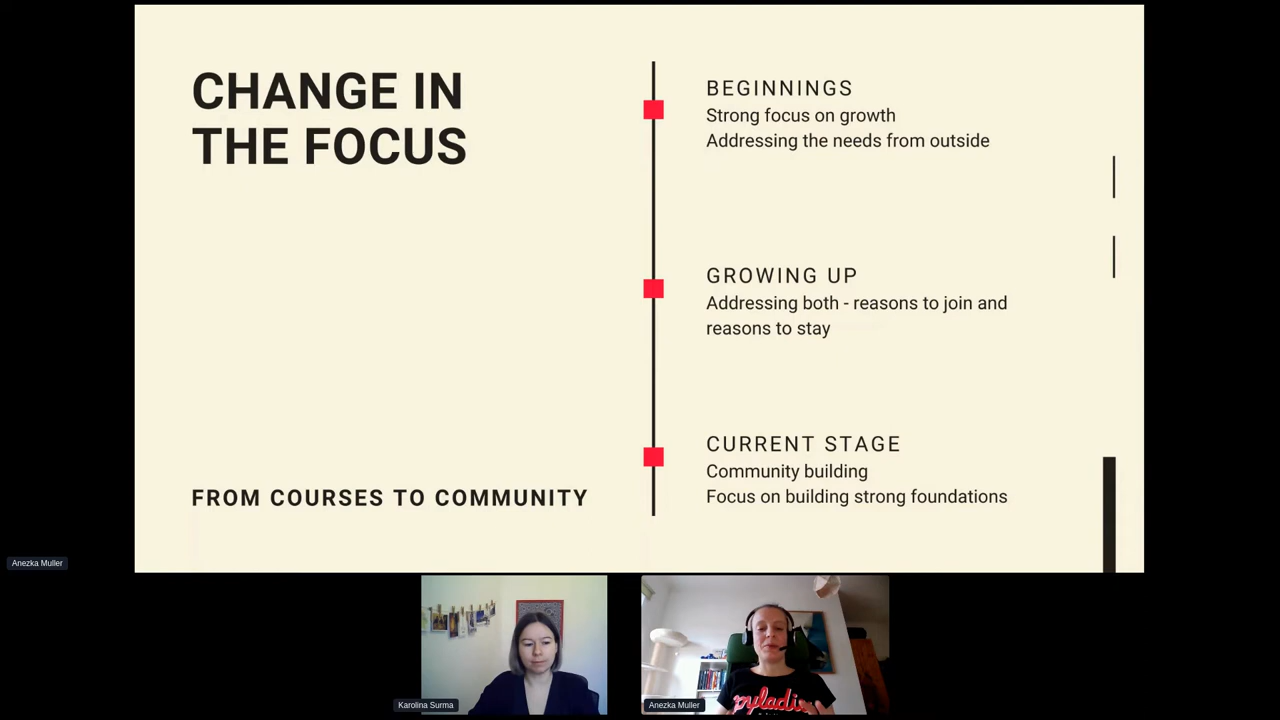 CHANGE IN
THE FOCUS
FROM COURSES TO COMMUNITY
BEGINNINGS
Strong focus on growth
Addressing the needs from outside
GROWING UP
Addressing both - reasons to join and
reasons to stay
CURRENT STAGE
Community building
Focus on building strong foundations
Anezka Muller
Karolina Surma
Anezka Muller
pyladies